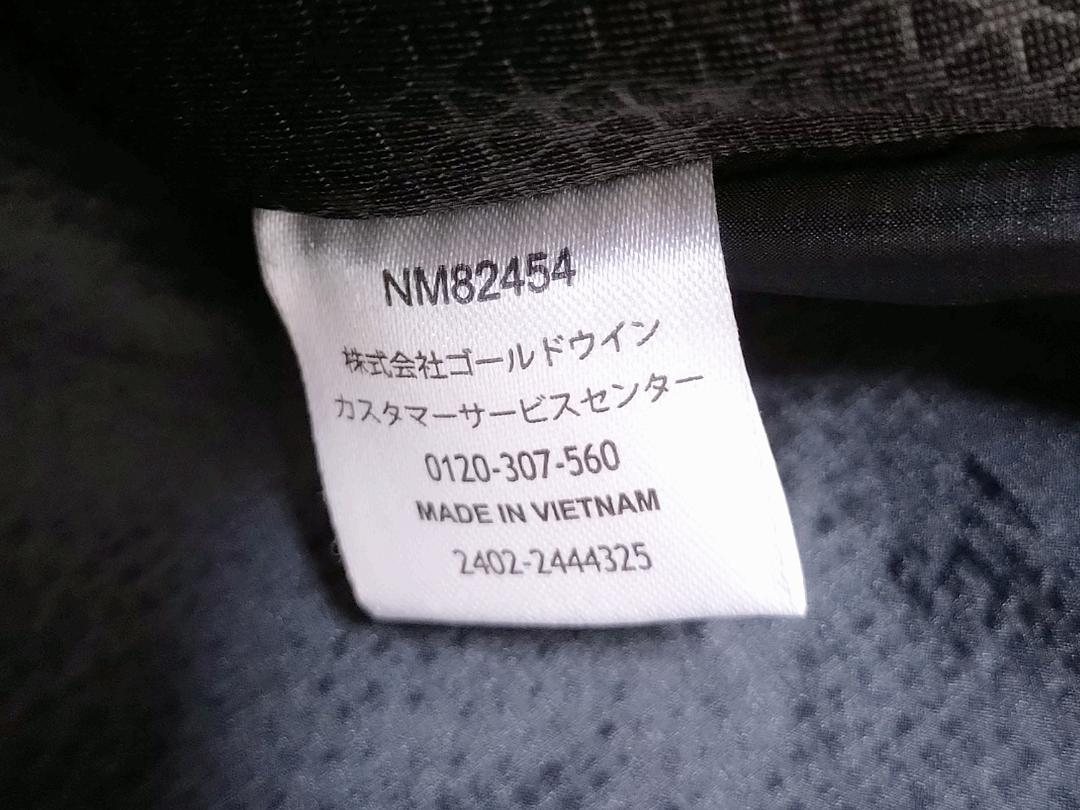 NM82454
株式会社ゴールドウイン
カスタマーサービスセンター
0120-307-560
MADE IN VIETNAM
2402-2444325